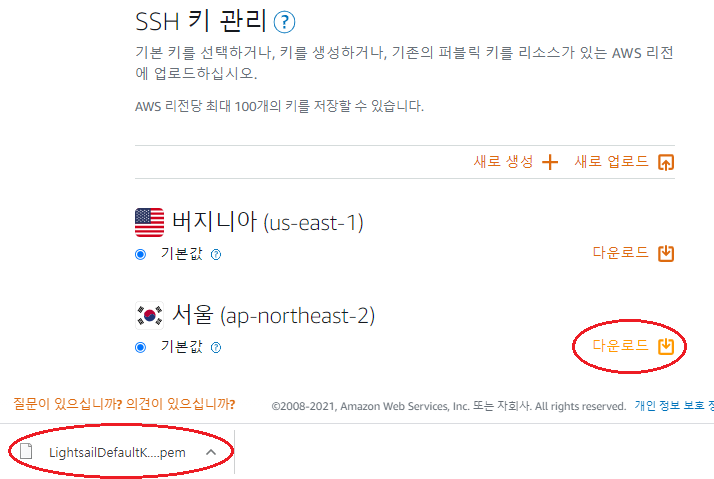 SSH 키 관리 ?
기본 키를 선택하거나, 키를 생성하거나, 기존의 퍼블릭 키를 리소스가 있는 AWS 리전
에 업로드하십시오.
AWS 리전당 최대 100개의 키를 저장할 수 있습니다.
새로 생성 + 새로 업로드
버지니아 (us-east-1)
기본값 ? 다운로드
서울 (ap-northeast-2)
기본값 ? 다운로드
질문이 있으십니까? 의견이 있으십니까? ©2008-2021, Amazon Web Services, Inc. 또는 자회사. All rights reserved. 개인 정보 보호 정
LightsailDefaultK....pem